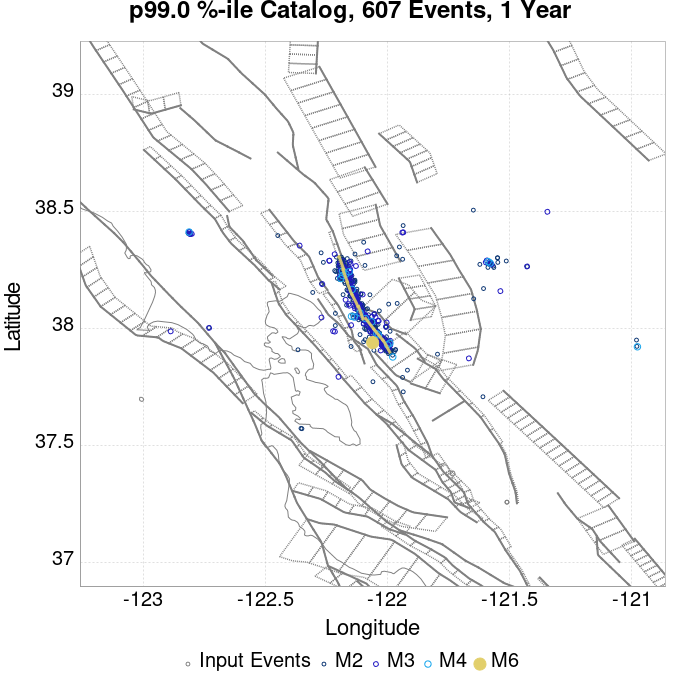 p99.0 %-ile Catalog, 607 Events, 1 Year
39
38.5
38
37.5
37
Latitude
-123
-122.5
-122
-121.5
-121
Longitude
Input Events
M2
M3
M4
M6